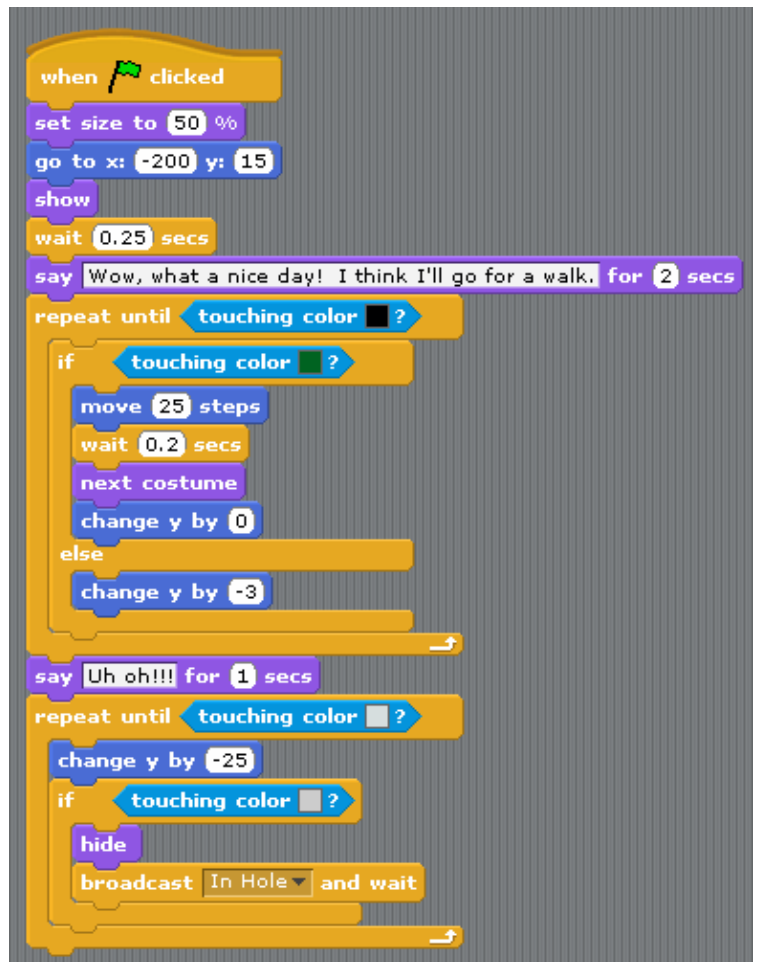 when clicked
set size to 50 %
go to x: -200 y: 15
show
wait 0.25 secs
say Wow, what a nice day!  I think I'll go for a walk. for 2 secs
repeat until touching color ?
if touching color ?
move 25 steps
wait 0.2 secs
next costume
change y by 0
else
change y by -3
say Uh oh!!! for 1 secs
repeat until touching color ?
change y by -25
if touching color ?
hide
broadcast In Hole and wait